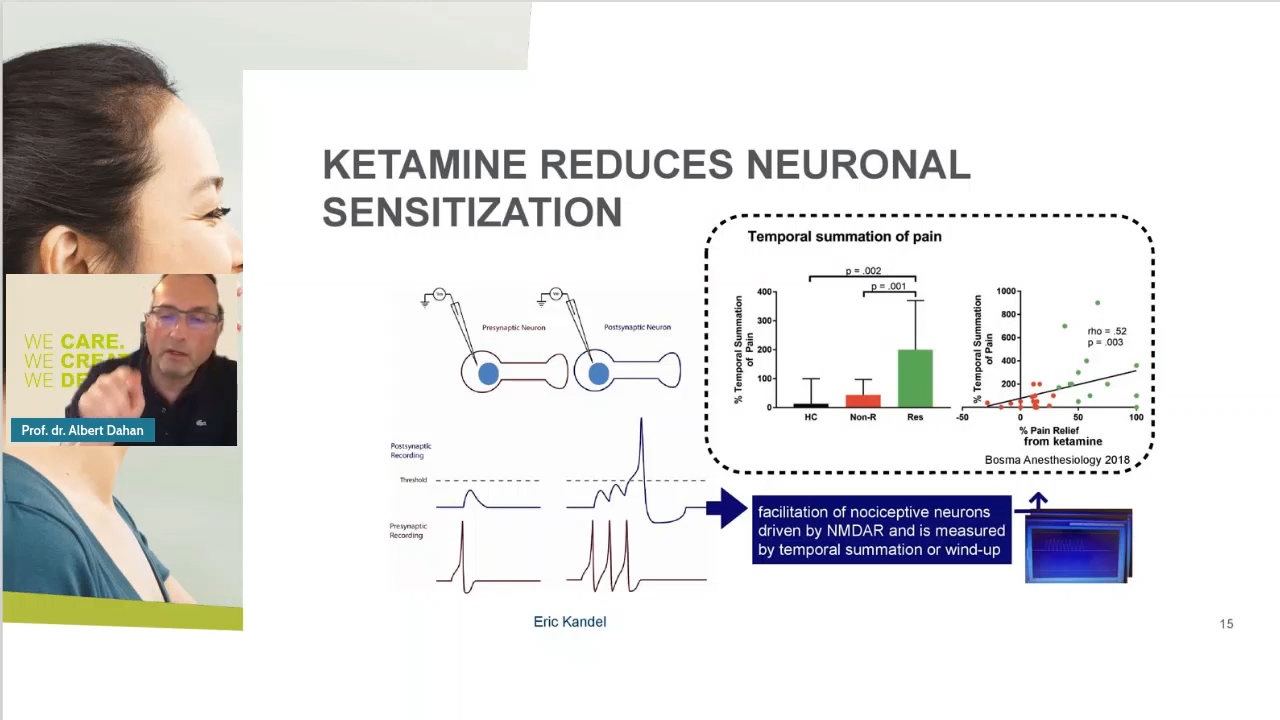 KETAMINE REDUCES NEURONAL
SENSITIZATION
WE CARE.
WE CREAT
WE DE
Prof. dr. Albert Dahan
Presynaptic Neuron
Postsynaptic Neuron
Postsynaptic
Recording
Threshold
Presynaptic
Recording
Eric Kandel
Temporal summation of pain
p = .002
p = .001
% Temporal Summation
of Pain
400
300
200
100
0
HC
Non-R
Res
% Temporal Summation
of Pain
1000
800
600
400
200
0
rho = .52
p = .003
-50
0
50
100
% Pain Relief
from ketamine
Bosma Anesthesiology 2018
facilitation of nociceptive neurons
driven by NMDAR and is measured
by temporal summation or wind-up
15